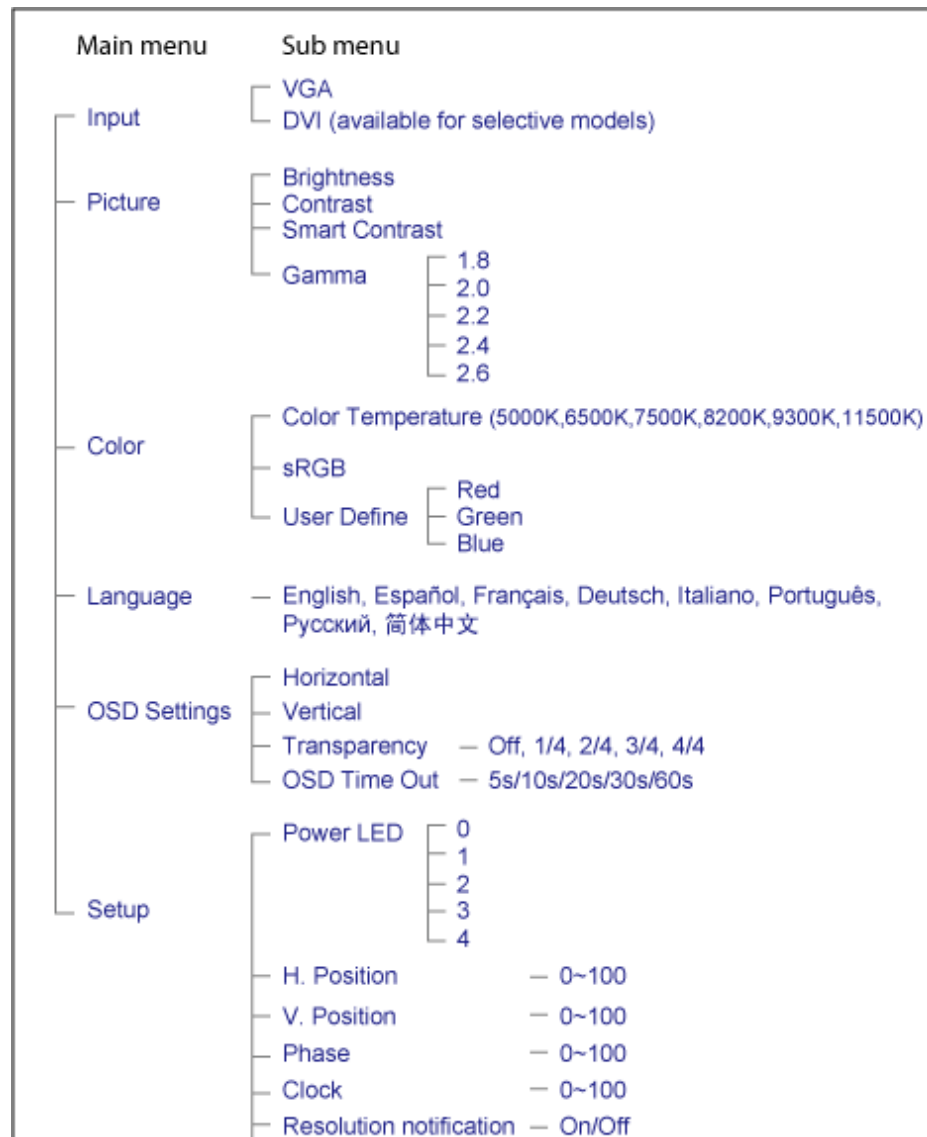 Main menu Sub menu
VGA
Input
DVI (available for selective models)
Brightness
Picture
Contrast
Smart Contrast
Gamma
1.8
2.0
2.2
2.4
2.6
Color Temperature (5000K,6500K,7500K,8200K,9300K,11500K)
Color
sRGB
User Define
Red
Green
Blue
Language
English, Español, Français, Deutsch, Italiano, Português,
Русский, 简体中文
OSD Settings
Horizontal
Vertical
Transparency Off, 1/4, 2/4, 3/4, 4/4
OSD Time Out 5s/10s/20s/30s/60s
Setup
Power LED
0
1
2
3
4
H. Position 0~100
V. Position 0~100
Phase 0~100
Clock 0~100
Resolution notification On/Off